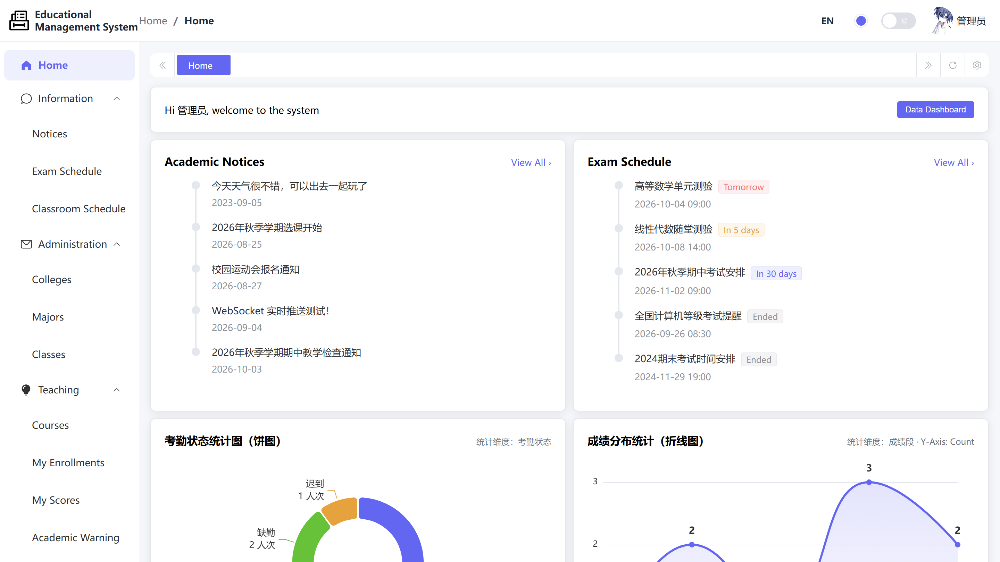 Educational
Management System
Home / Home
EN
管理员
Home
Information
Notices
Exam Schedule
Classroom Schedule
Administration
Colleges
Majors
Classes
Teaching
Courses
My Enrollments
My Scores
Academic Warning
Home
Hi 管理员, welcome to the system
Data Dashboard
Academic Notices
View All ›
今天天气很不错，可以出去一起玩了
2023-09-05
2026年秋季学期选课开始
2026-08-25
校园运动会报名通知
2026-08-27
WebSocket 实时推送测试！
2026-09-04
2026年秋季学期期中教学检查通知
2026-10-03
Exam Schedule
View All ›
高等数学单元测验 Tomorrow
2026-10-04 09:00
线性代数随堂测验 In 5 days
2026-10-08 14:00
2026年秋季期中考试安排 In 30 days
2026-11-02 09:00
全国计算机等级考试提醒 Ended
2026-09-26 08:30
2024期末考试时间安排 Ended
2024-11-29 19:00
考勤状态统计图（饼图）
统计维度：考勤状态
迟到
1 人次
缺勤
2 人次
成绩分布统计（折线图）
统计维度：成绩段 · Y-Axis: Count
3
3
2
2
2